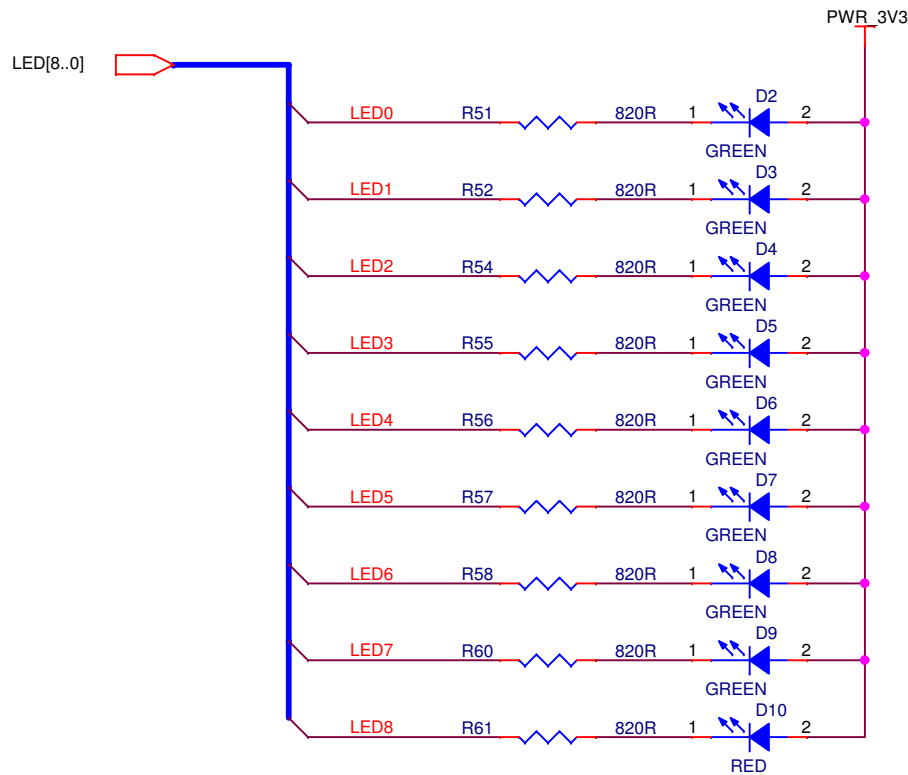 PWR_3V3
LED[8..0]
D2
LED0 R51 820R 1 2
GREEN
D3
LED1 R52 820R 1 2
GREEN
D4
LED2 R54 820R 1 2
GREEN
D5
LED3 R55 820R 1 2
GREEN
D6
LED4 R56 820R 1 2
GREEN
D7
LED5 R57 820R 1 2
GREEN
D8
LED6 R58 820R 1 2
GREEN
D9
LED7 R60 820R 1 2
GREEN
D10
LED8 R61 820R 1 2
RED